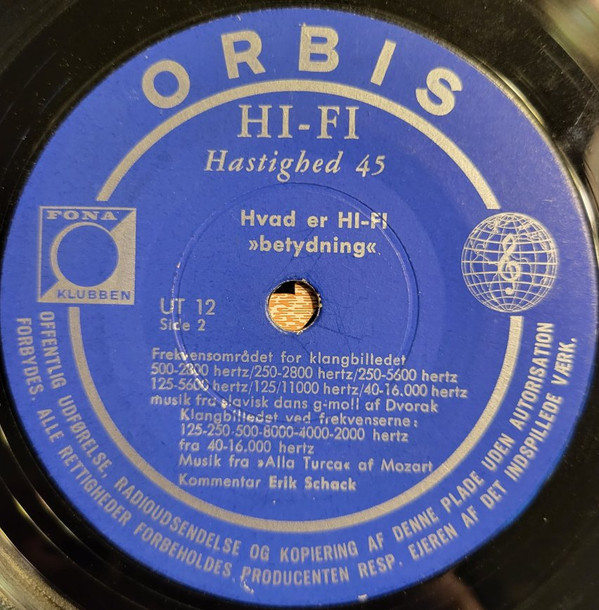 ORBIS
HI-FI
Hastighed 45
FONA
KLUBBEN
Hvad er HI-FI
»betydning«
UT 12
Side 2
Frekvensområdet for klangbilledet
500-2800 hertz/250-2800 hertz/250-5600 hertz
125-5600 hertz/125/11000 hertz/40-16.000 hertz
musik fra slavisk dans g-moll af Dvorak
Klangbilledet ved frekvenserne:
125-250-500-8000-4000-2000 hertz
fra 40-16.000 hertz
Musik fra »Alla Turca« af Mozart
Kommentar Erik Schack
OFFENTLIG UDFØRELSE, RADIOUDSENDELSE OG KOPIERING AF DENNE PLADE UDEN AUTORISATION
FORBYDES. ALLE RETTIGHEDER FORBEHOLDES. PRODUCENTEN RESP. EJEREN AF DET INDSPILLEDE VÆRK.